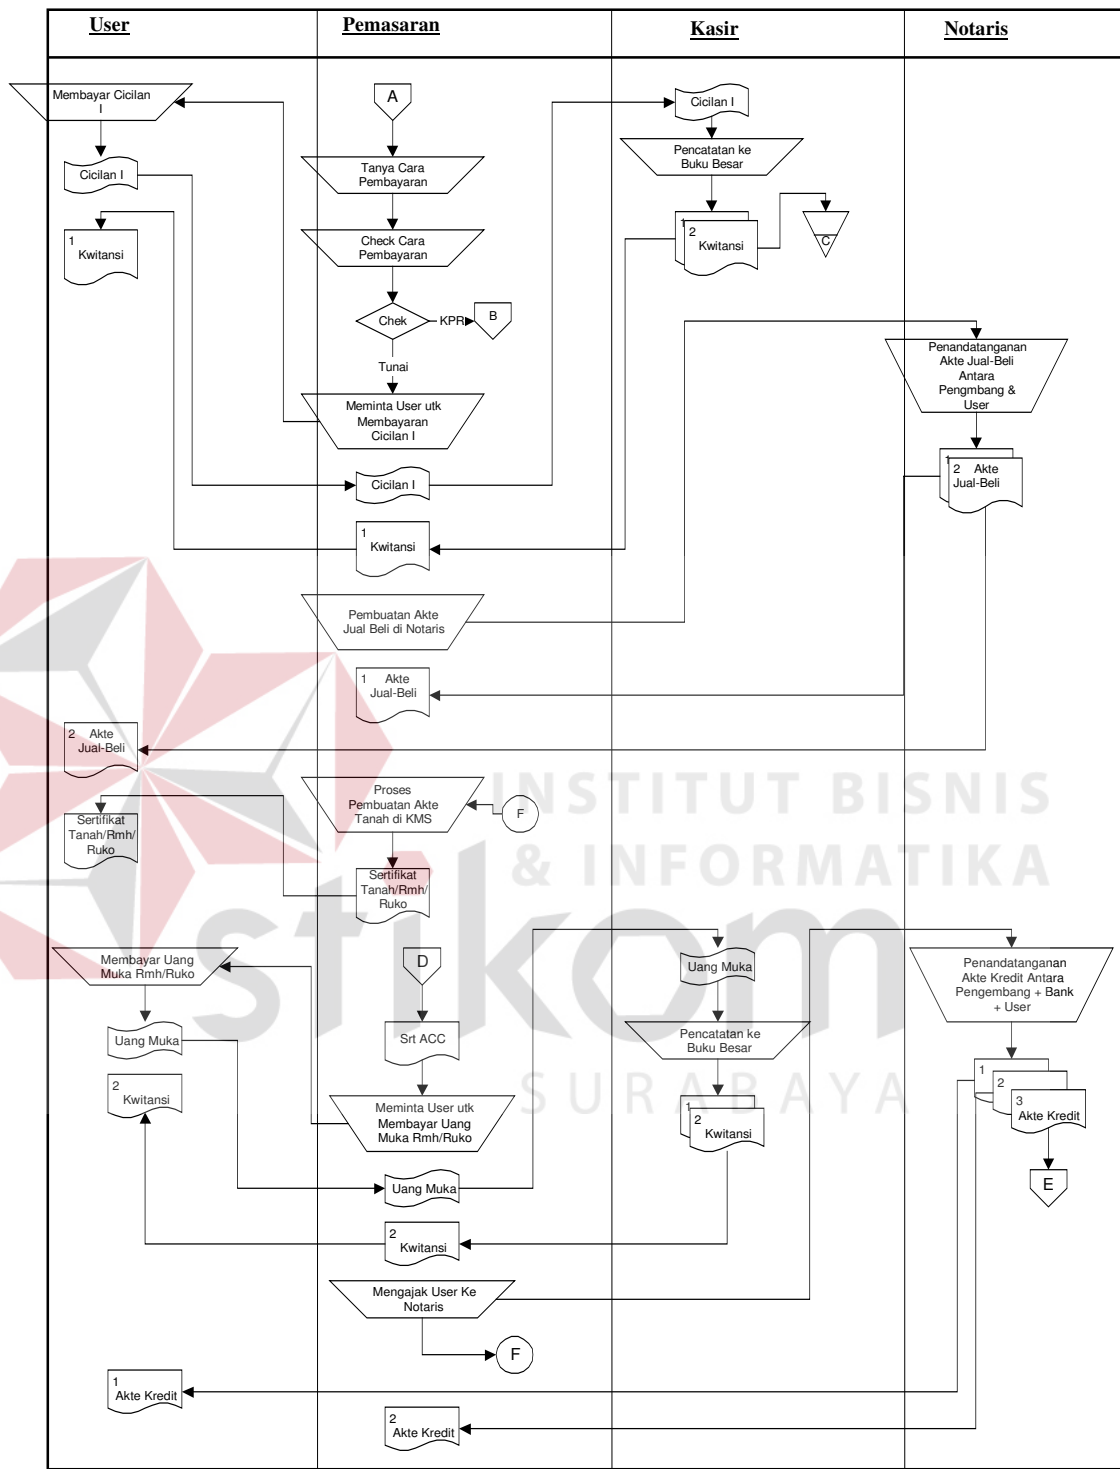 User
Pemasaran
Kasir
Notaris
Membayar Cicilan
I
A
Cicilan I
Tanya Cara
Pembayaran
Pencatatan ke
Buku Besar
Cicilan I
1
Kwitansi
Check Cara
Pembayaran
1
2
Kwitansi
C
Chek
KPR
B
Tunai
Meminta User utk
Membayaran
Cicilan I
Penandatanganan
Akte Jual-Beli
Antara
Pengmbang &
User
Cicilan I
1
2 Akte
Jual-Beli
1
Kwitansi
Pembuatan Akte
Jual Beli di Notaris
1 Akte
Jual-Beli
2 Akte
Jual-Beli
Proses
Pembuatan Akte
Tanah di KMS
F
Sertifikat
Tanah/Rmh/
Ruko
Sertifikat
Tanah/Rmh/
Ruko
INSTITUT BISNIS
& INFORMATIKA
stikom
SURABAYA
Membayar Uang
Muka Rmh/Ruko
D
Uang Muka
Penandatanganan
Akte Kredit Antara
Pengembang + Bank
+ User
Uang Muka
Srt ACC
Pencatatan ke
Buku Besar
2
Kwitansi
Meminta User utk
Membayar Uang
Muka Rmh/Ruko
1
2
Kwitansi
1
2
3
Akte Kredit
E
Uang Muka
2
Kwitansi
Mengajak User Ke
Notaris
F
1
Akte Kredit
2
Akte Kredit